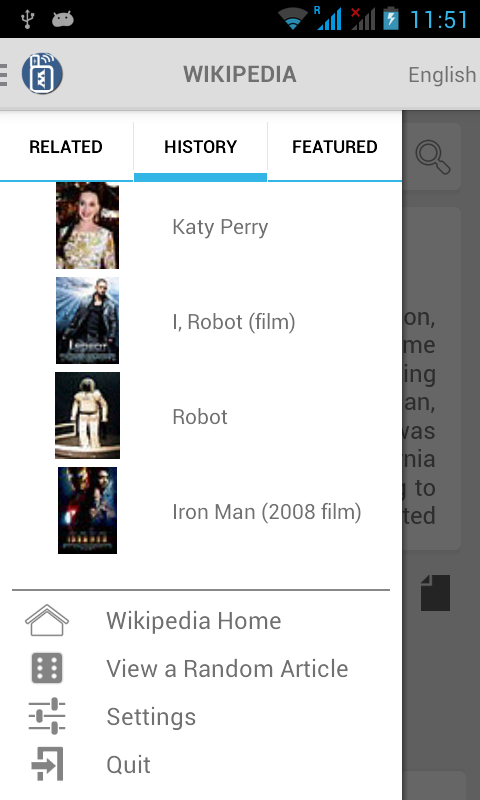 R
11:51
WIKIPEDIA
English
RELATED
HISTORY
FEATURED
Katy Perry
I, Robot (film)
Robot
Iron Man (2008 film)
on,
me
ing
an,
was
nia
to
ted
Wikipedia Home
View a Random Article
Settings
Quit